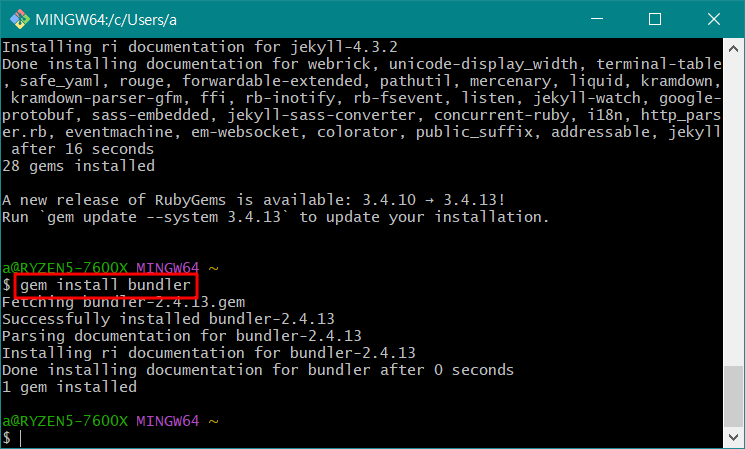 MINGW64:/c/Users/a
Installing ri documentation for jekyll-4.3.2
Done installing documentation for webrick, unicode-display_width, terminal-table
, safe_yaml, rouge, forwardable-extended, pathutil, mercenary, liquid, kramdown,
 kramdown-parser-gfm, ffi, rb-inotify, rb-fsevent, listen, jekyll-watch, google-
protobuf, sass-embedded, jekyll-sass-converter, concurrent-ruby, i18n, http_pars
er.rb, eventmachine, em-websocket, colorator, public_suffix, addressable, jekyll
 after 16 seconds
28 gems installed
A new release of RubyGems is available: 3.4.10 → 3.4.13!
Run `gem update --system 3.4.13` to update your installation.
a@RYZEN5-7600X MINGW64 ~
$ gem install bundler
Fetching bundler-2.4.13.gem
Successfully installed bundler-2.4.13
Parsing documentation for bundler-2.4.13
Installing ri documentation for bundler-2.4.13
Done installing documentation for bundler after 0 seconds
1 gem installed
a@RYZEN5-7600X MINGW64 ~
$